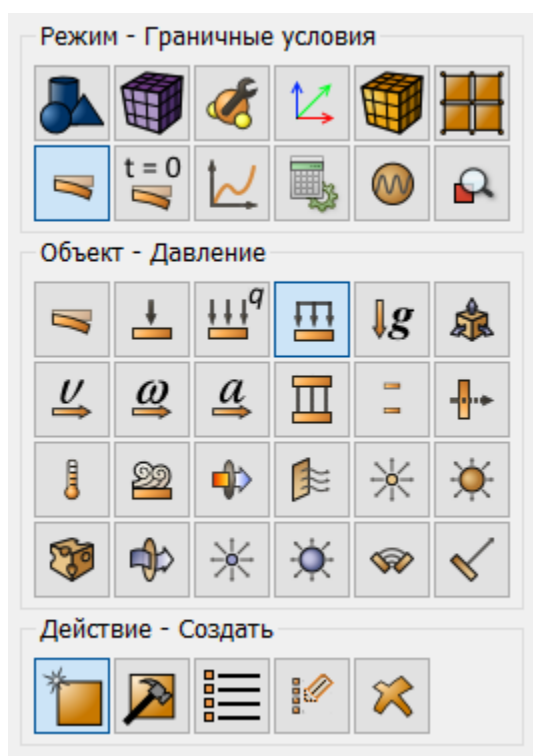 Режим - Граничные условия
t = 0
Объект - Давление
q
g
υ ω a
Действие - Создать